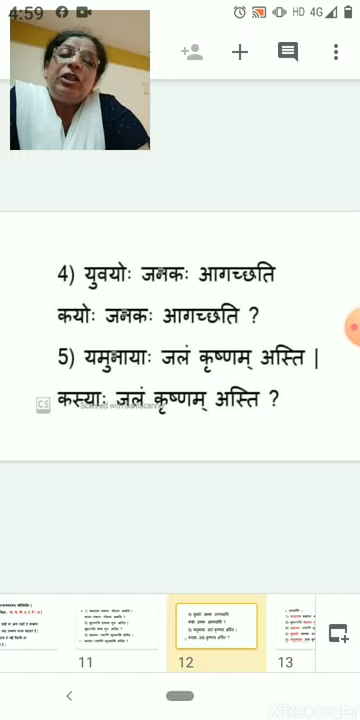 4:59
HD 4G
4) युवयोः जनकः आगच्छति
कयोः जनकः आगच्छति ?
5) यमुनायाः जलं कृष्णम् अस्ति |
कस्याः जलं कृष्णम् अस्ति ?
CS Scanned with CamScanner
11
12
13